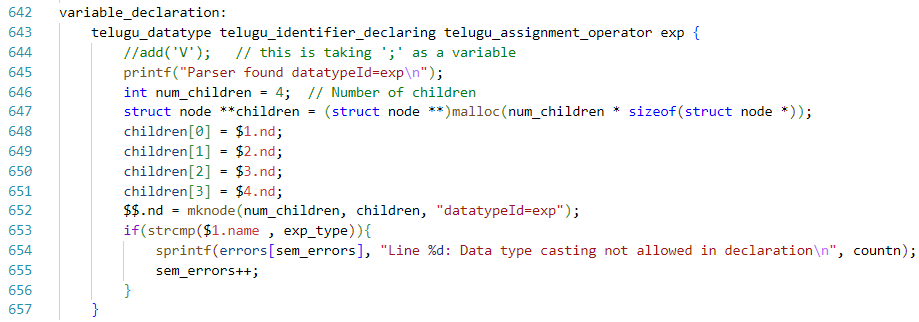 642 variable_declaration:
643     telugu_datatype telugu_identifier_declaring telugu_assignment_operator exp {
644         //add('V');   // this is taking ';' as a variable
645         printf("Parser found datatypeId=exp\n");
646         int num_children = 4;  // Number of children
647         struct node **children = (struct node **)malloc(num_children * sizeof(struct node *));
648         children[0] = $1.nd;
649         children[1] = $2.nd;
650         children[2] = $3.nd;
651         children[3] = $4.nd;
652         $$.nd = mknode(num_children, children, "datatypeId=exp");
653         if(strcmp($1.name , exp_type)){
654             sprintf(errors[sem_errors], "Line %d: Data type casting not allowed in declaration\n", countn);
655             sem_errors++;
656         }
657     }